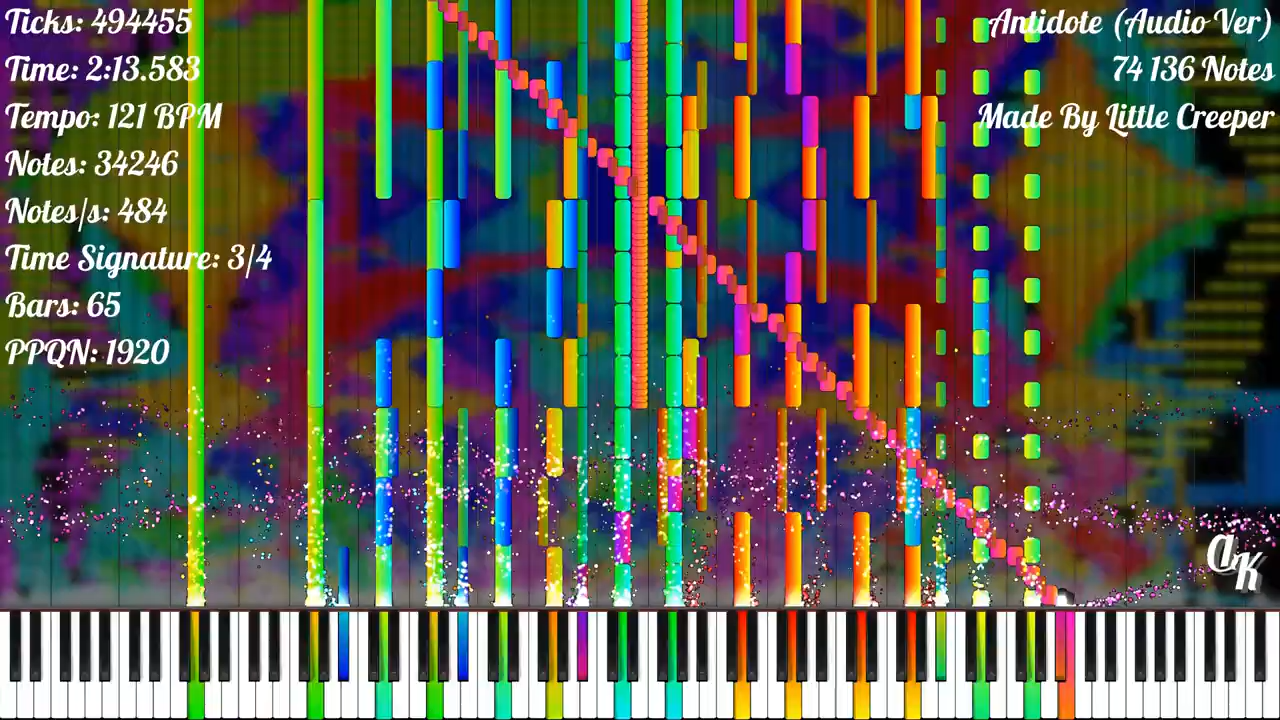 Ticks: 494455
Time: 2:13.583
Tempo: 121 BPM
Notes: 34246
Notes/s: 484
Time Signature: 3/4
Bars: 65
PPQN: 1920
Antidote (Audio Ver)
74 136 Notes
Made By Little Creeper
AK